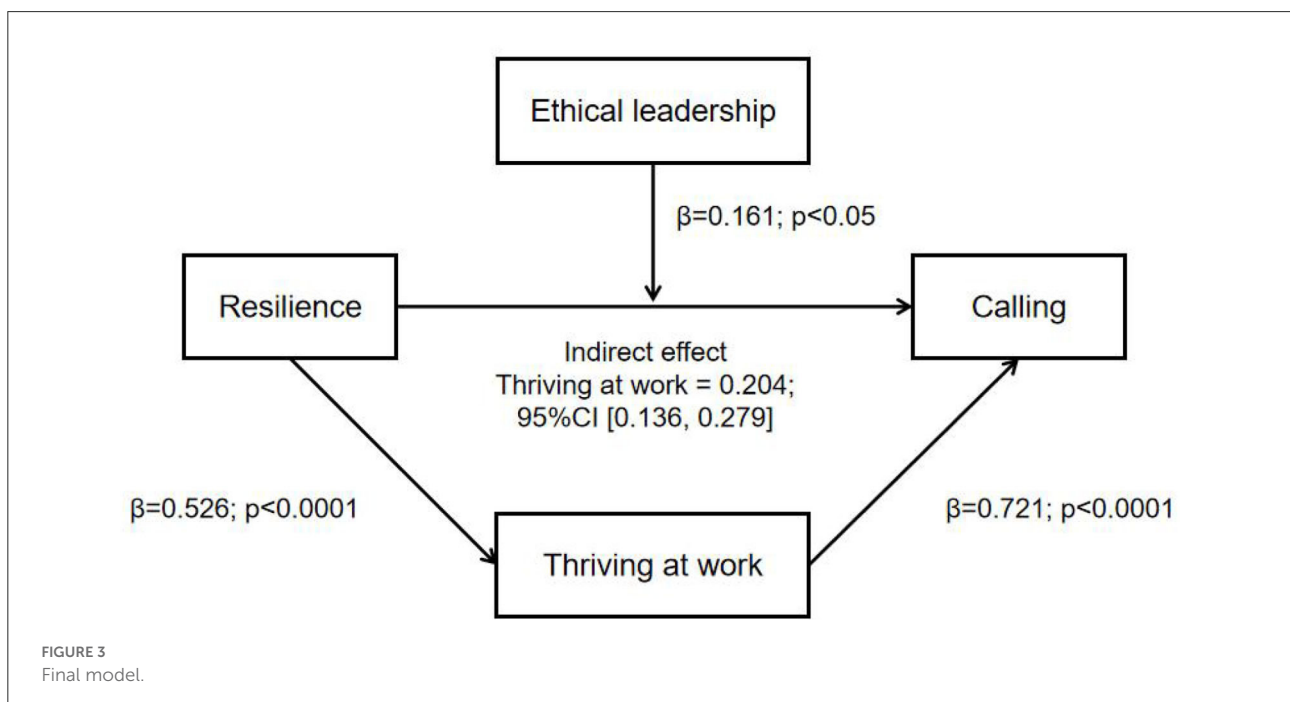 Ethical leadership
β=0.161; p<0.05
Resilience
Calling
Indirect effect
Thriving at work = 0.204;
95%CI [0.136, 0.279]
β=0.526; p<0.0001
β=0.721; p<0.0001
Thriving at work
FIGURE 3
Final model.